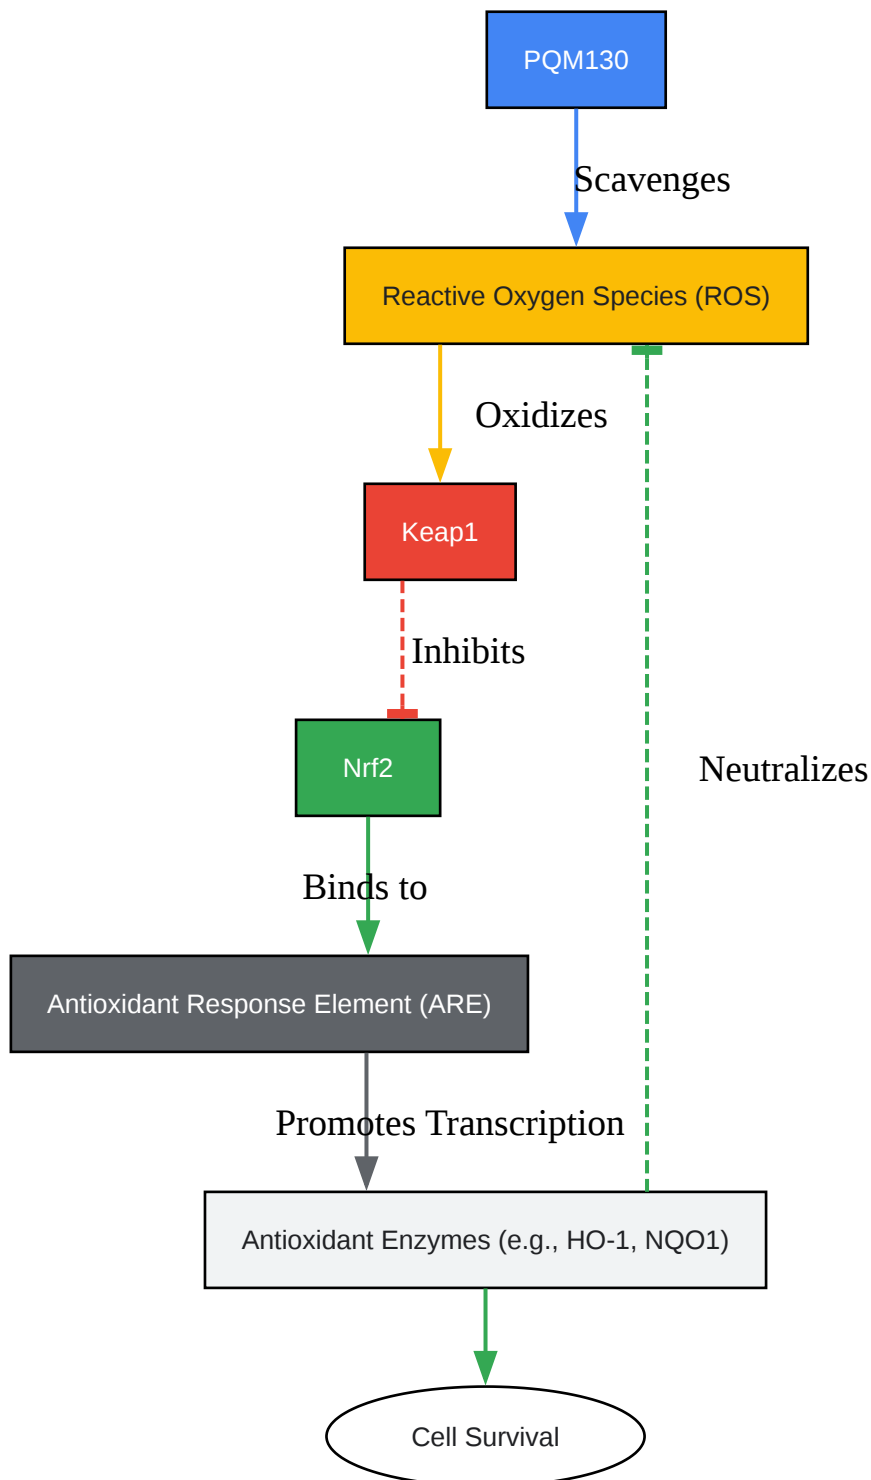 PQM130
Scavenges
Reactive Oxygen Species (ROS)
Oxidizes
Keap1
Inhibits
Nrf2
Neutralizes
Binds to
Antioxidant Response Element (ARE)
Promotes Transcription
Antioxidant Enzymes (e.g., HO-1, NQO1)
Cell Survival